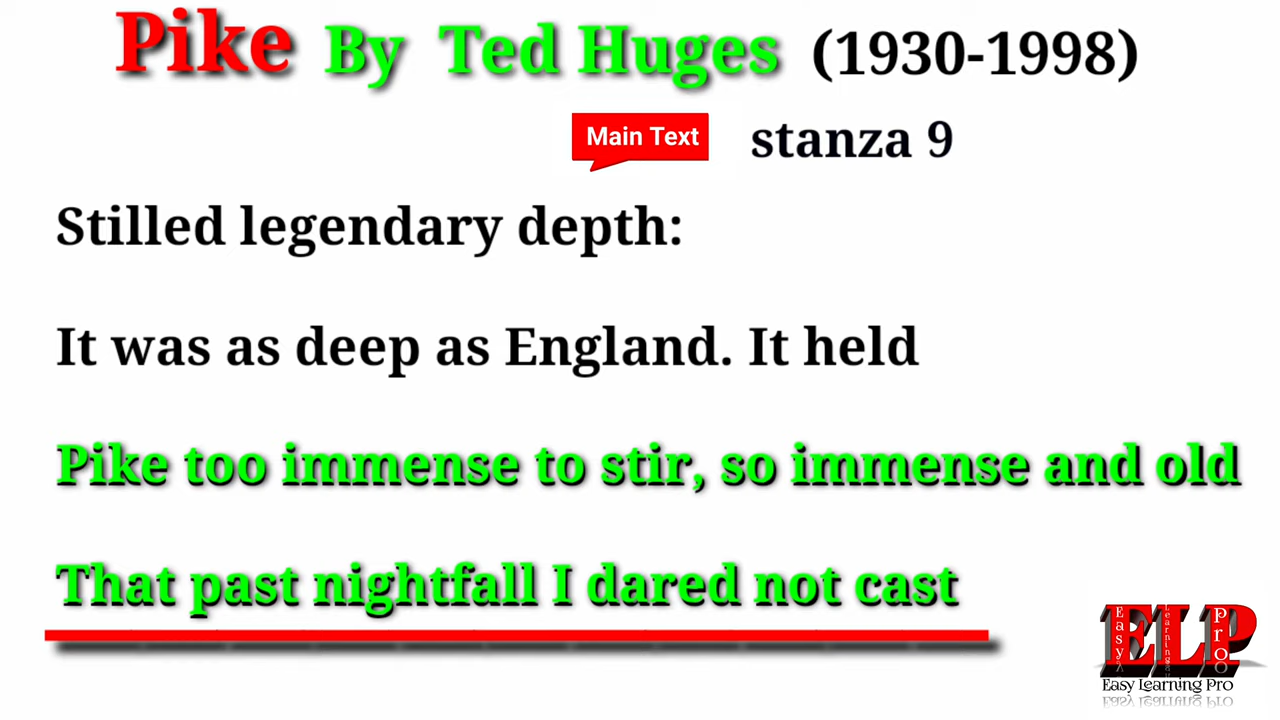 Pike By Ted Huges (1930-1998)
Main Text stanza 9
Stilled legendary depth:
It was as deep as England. It held
Pike too immense to stir, so immense and old
That past nightfall I dared not cast
ELP
Easy Learning Pro
Easy Learning Pro